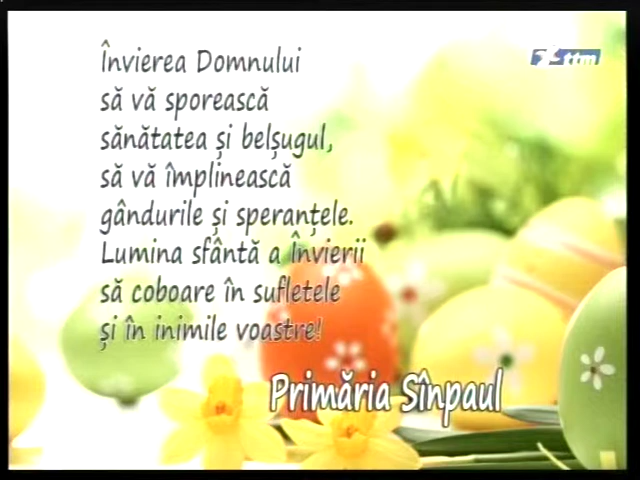 Învierea Domnului
să vă sporească
sănătatea și belșugul,
să vă împlinească
gândurile și speranțele.
Lumina sfântă a Învierii
să coboare în sufletele
și în inimile voastre!
Primăria Sînpaul
ttm